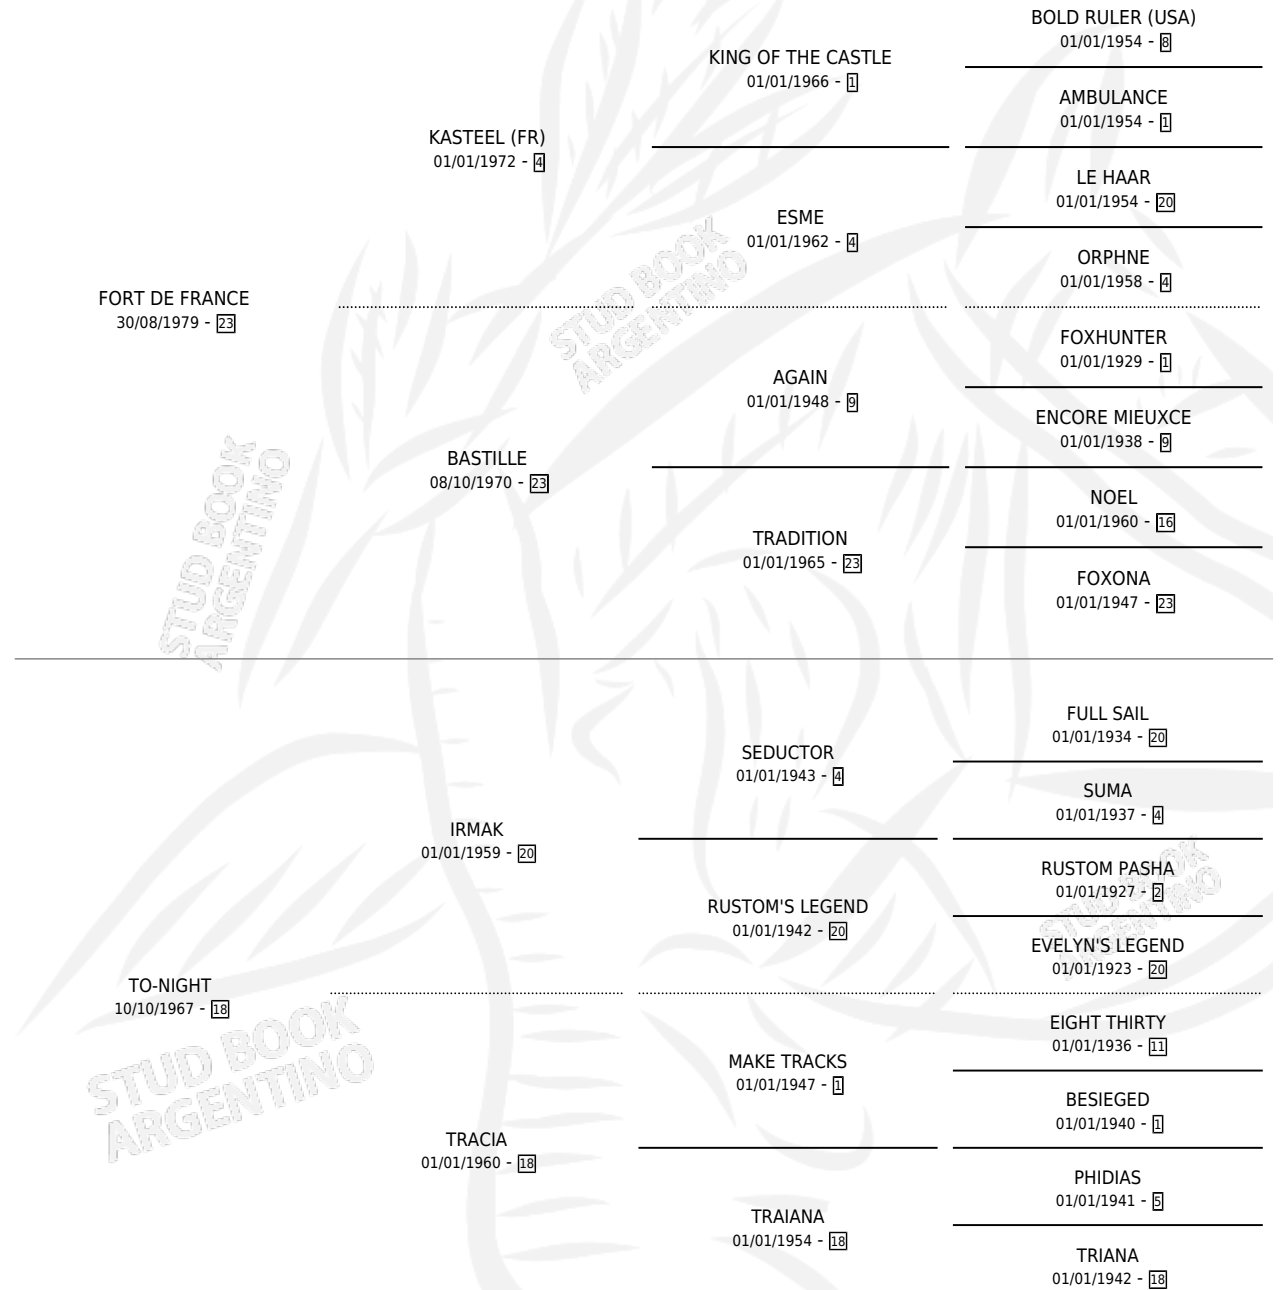 BOLD RULER (USA)
01/01/1954 - 8
KING OF THE CASTLE
01/01/1966 - 1
AMBULANCE
01/01/1954 - 1
KASTEEL (FR)
01/01/1972 - 4
LE HAAR
01/01/1954 - 20
ESME
01/01/1962 - 4
ORPHNE
01/01/1958 - 4
FORT DE FRANCE
30/08/1979 - 23
FOXHUNTER
01/01/1929 - 1
AGAIN
01/01/1948 - 9
ENCORE MIEUXCE
01/01/1938 - 9
BASTILLE
08/10/1970 - 23
NOEL
01/01/1960 - 16
TRADITION
01/01/1965 - 23
FOXONA
01/01/1947 - 23
STUD BOOK
ARGENTINO
STUD BOOK
ARGENTINO
FULL SAIL
01/01/1934 - 20
SEDUCTOR
01/01/1943 - 4
SUMA
01/01/1937 - 4
IRMAK
01/01/1959 - 20
RUSTOM PASHA
01/01/1927 - 2
RUSTOM'S LEGEND
01/01/1942 - 20
EVELYN'S LEGEND
01/01/1923 - 20
STUD BOOK
ARGENTINO
TO-NIGHT
10/10/1967 - 18
EIGHT THIRTY
01/01/1936 - 11
MAKE TRACKS
01/01/1947 - 1
BESIEGED
01/01/1940 - 1
STUD BOOK
ARGENTINO
TRACIA
01/01/1960 - 18
PHIDIAS
01/01/1941 - 5
TRAIANA
01/01/1954 - 18
TRIANA
01/01/1942 - 18